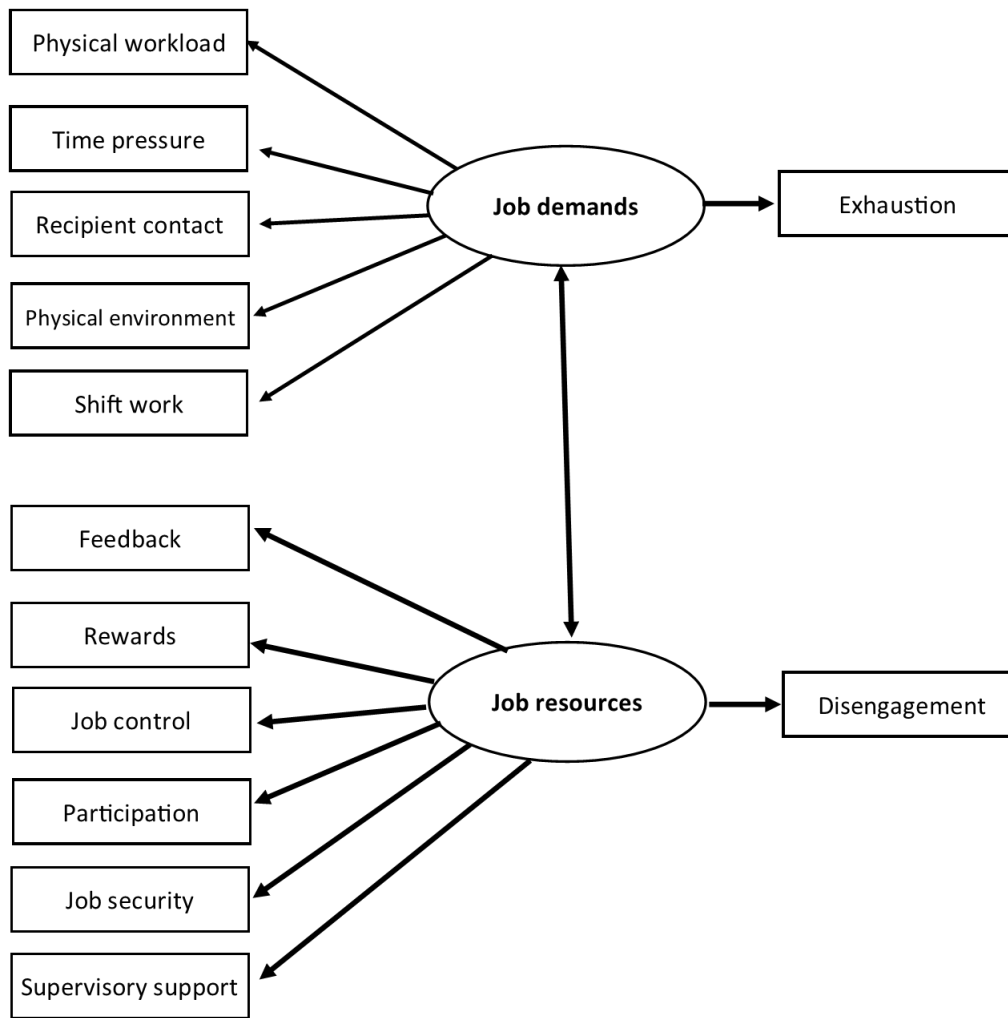 Physical workload
Time pressure
Recipient contact
Physical environment
Shift work
Job demands
Exhaustion
Feedback
Rewards
Job control
Participation
Job security
Supervisory support
Job resources
Disengagement